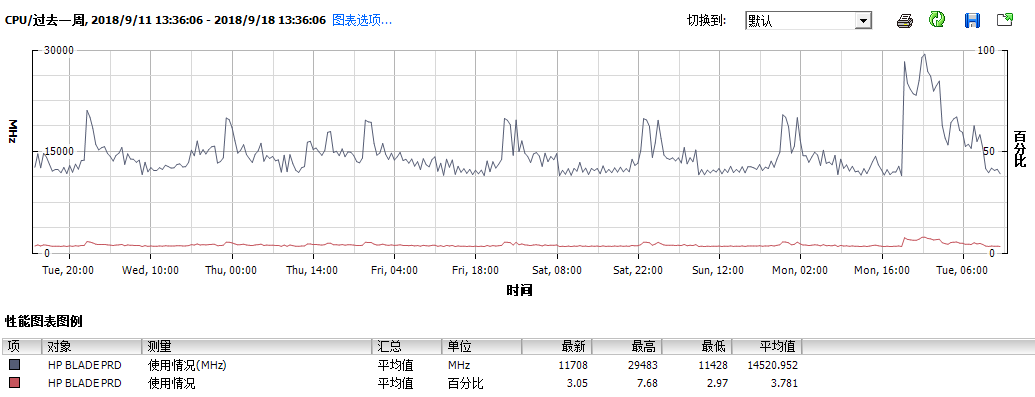 CPU/过去一周, 2018/9/11 13:36:06 - 2018/9/18 13:36:06 图表选项... 切换到: 默认
30000 100
MHz 15000 50 百分比
0 0
Tue, 20:00 Wed, 10:00 Thu, 00:00 Thu, 14:00 Fri, 04:00 Fri, 18:00 Sat, 08:00 Sat, 22:00 Sun, 12:00 Mon, 02:00 Mon, 16:00 Tue, 06:00
时间
性能图表图例
项 对象 测量 汇总 单位 最新 最高 最低 平均值
HP BLADE PRD 使用情况(MHz) 平均值 MHz 11708 29483 11428 14520.952
HP BLADE PRD 使用情况 平均值 百分比 3.05 7.68 2.97 3.781